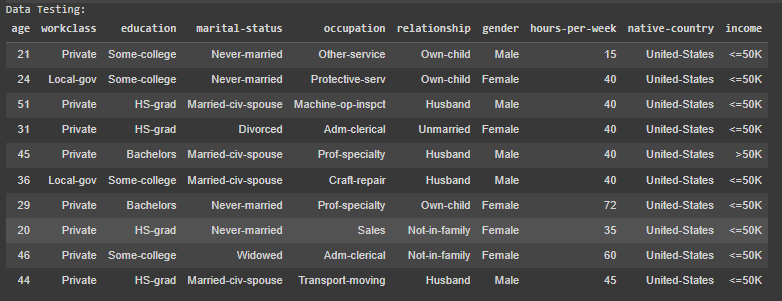 Data Testing:
age workclass education marital-status occupation relationship gender hours-per-week native-country income
21 Private Some-college Never-married Other-service Own-child Male 15 United-States <=50K
24 Local-gov Some-college Never-married Protective-serv Own-child Female 40 United-States <=50K
51 Private HS-grad Married-civ-spouse Machine-op-inspct Husband Male 40 United-States <=50K
31 Private HS-grad Divorced Adm-clerical Unmarried Female 40 United-States <=50K
45 Private Bachelors Married-civ-spouse Prof-specialty Husband Male 40 United-States >50K
36 Local-gov Some-college Married-civ-spouse Craft-repair Husband Male 40 United-States <=50K
29 Private Bachelors Never-married Prof-specialty Own-child Female 72 United-States <=50K
20 Private HS-grad Never-married Sales Not-in-family Female 35 United-States <=50K
46 Private Some-college Widowed Adm-clerical Not-in-family Female 60 United-States <=50K
44 Private HS-grad Married-civ-spouse Transport-moving Husband Male 45 United-States <=50K